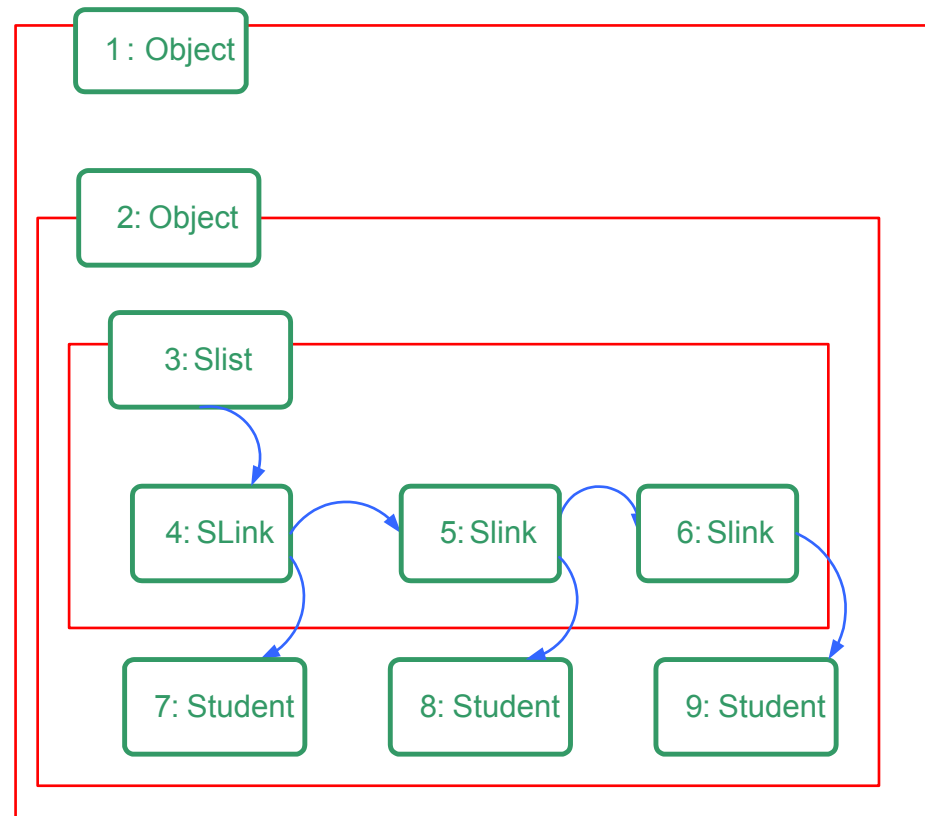 1: Object
2: Object
3: Slist
4: SLink
5: Slink
6: Slink
7: Student
8: Student
9: Student